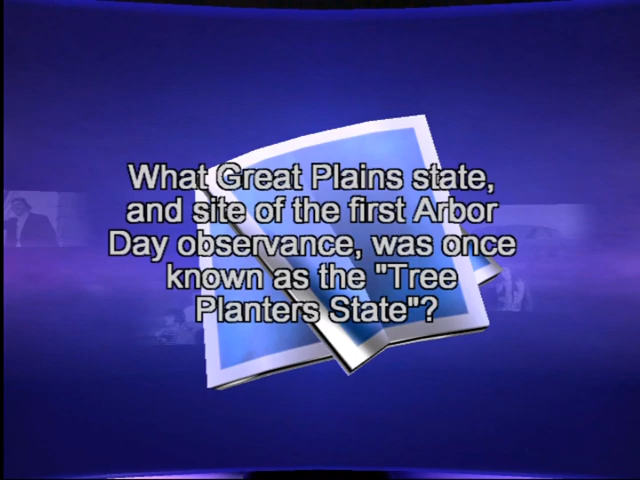 What Great Plains state,
and site of the first Arbor
Day observance, was once
known as the "Tree
Planters State"?